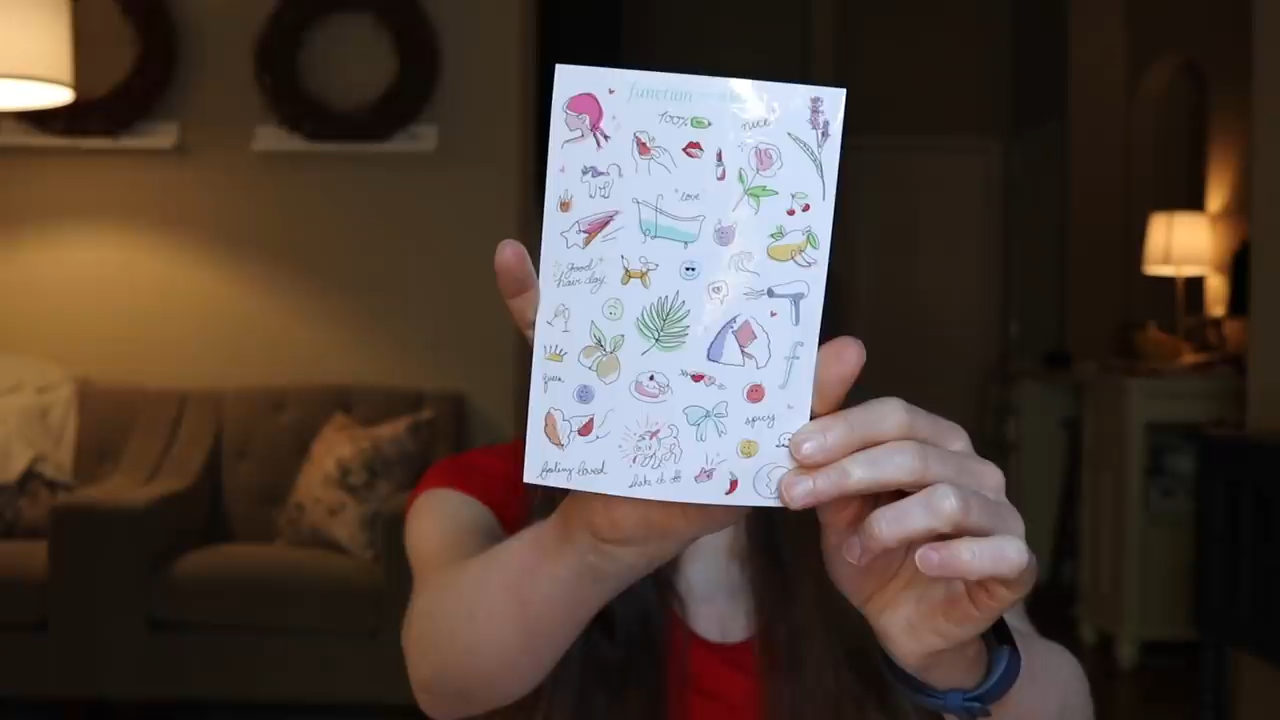 function
100%
nice
love
good
hair day
f
queen
spicy
feeling loved
shake it off